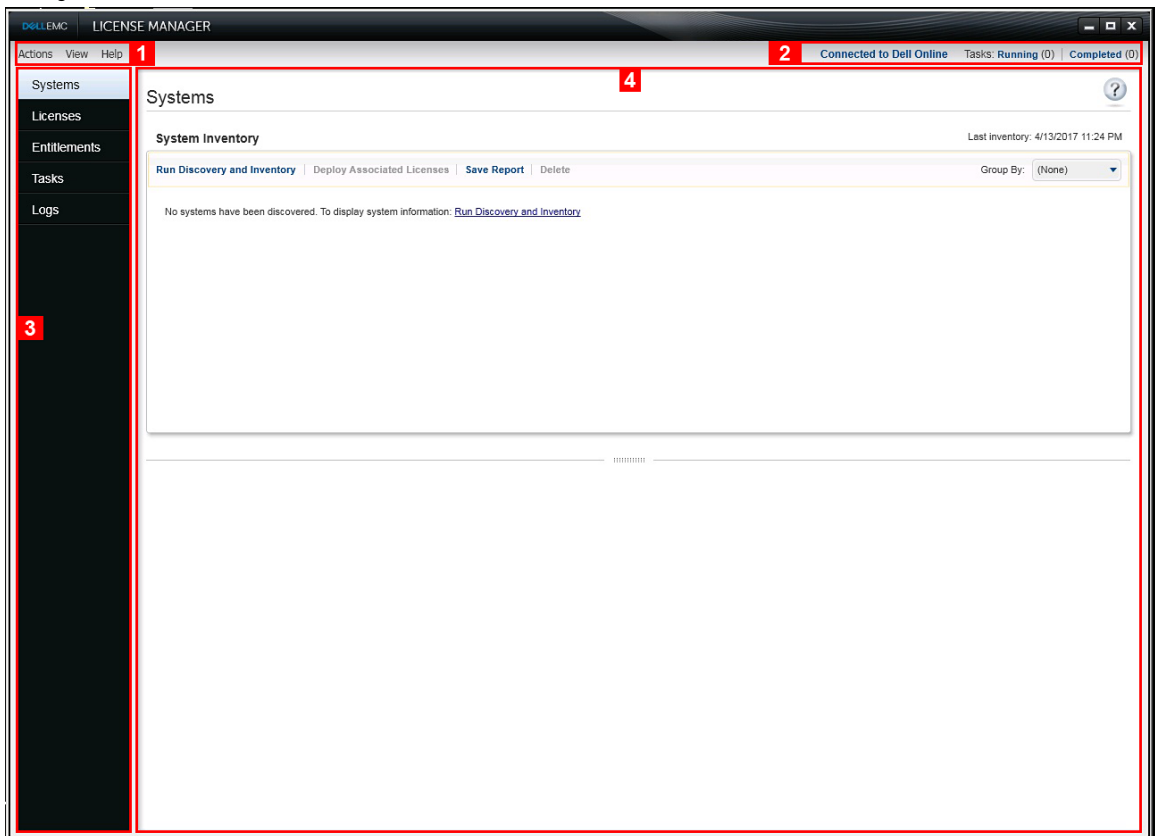 DELLEMC LICENSE MANAGER
Actions View Help 1 2 Connected to Dell Online Tasks: Running (0) | Completed (0)
4
Systems
Systems ?
Licenses
System Inventory Last inventory: 4/13/2017 11:24 PM
Entitlements
Run Discovery and Inventory | Deploy Associated Licenses | Save Report | Delete Group By: (None)
Tasks
Logs
No systems have been discovered. To display system information: Run Discovery and Inventory
3